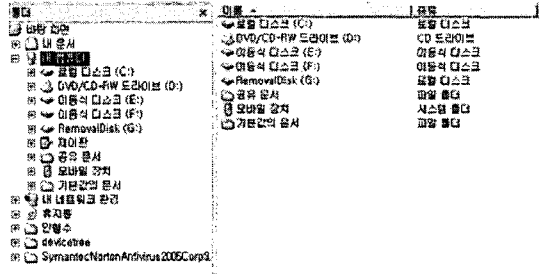 폴더 ×
바탕 화면
내 문서
내 컴퓨터
로컬 디스크 (C:)
DVD/CD-RW 드라이브 (D:)
이동식 디스크 (E:)
이동식 디스크 (F:)
RemovalDisk (G:)
제어판
공유 문서
모바일 장치
기본값의 문서
내 네트워크 환경
휴지통
안철수
devicetree
SymantecNortonAntivirus2005Corp9
이름 종류
로컬 디스크 (C:) 로컬 디스크
DVD/CD-RW 드라이브 (D:) CD 드라이브
이동식 디스크 (E:) 이동식 디스크
이동식 디스크 (F:) 이동식 디스크
RemovalDisk (G:) 로컬 디스크
공유 문서 파일 폴더
모바일 장치 시스템 폴더
기본값의 문서 파일 폴더